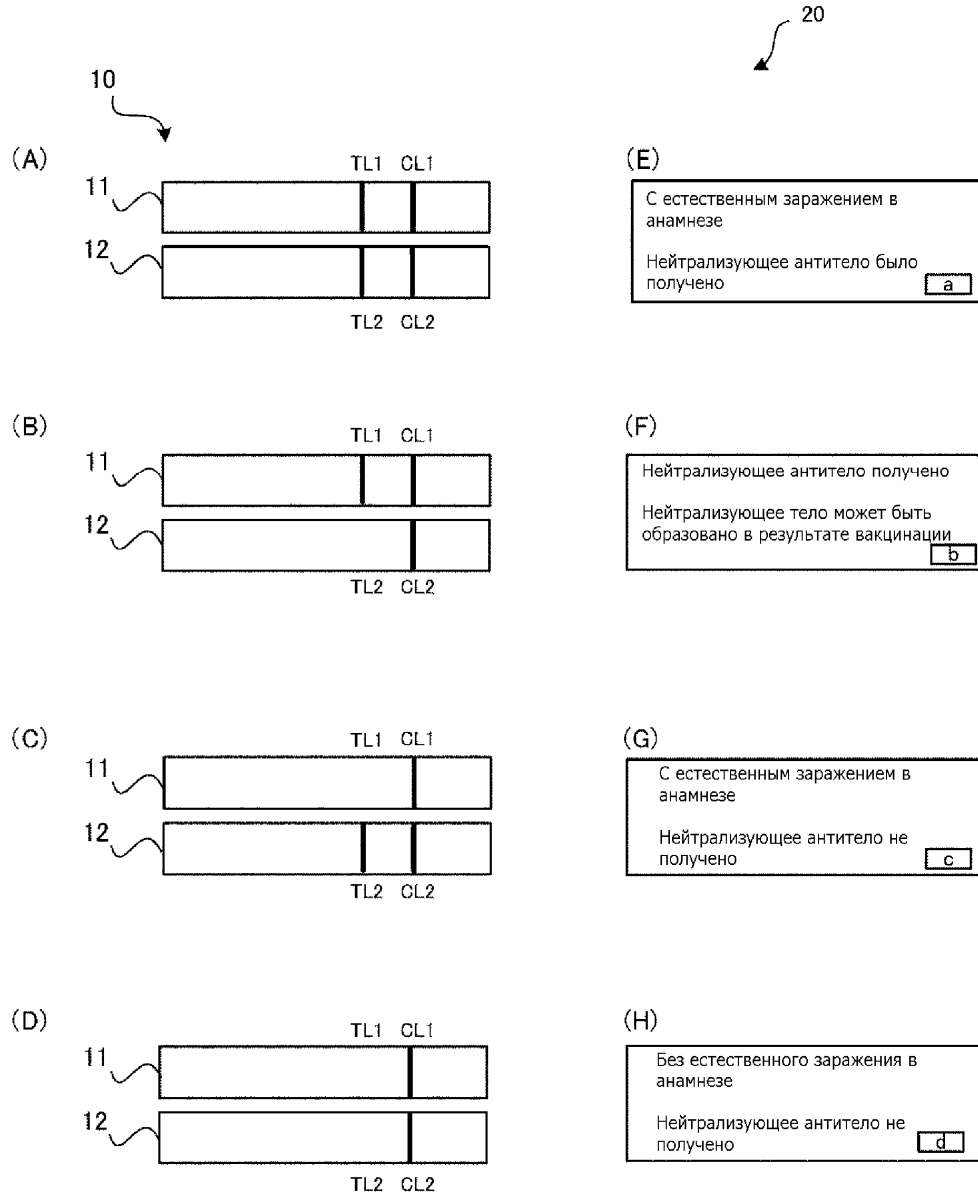 20
10
(A)
TL1 CL1
11
12
TL2 CL2
(E)
С естественным заражением в
анамнезе
Нейтрализующее антитело было
получено
a
(B)
TL1 CL1
11
12
TL2 CL2
(F)
Нейтрализующее антитело получено
Нейтрализующее тело может быть
образовано в результате вакцинации
b
(C)
TL1 CL1
11
12
TL2 CL2
(G)
С естественным заражением в
анамнезе
Нейтрализующее антитело не
получено
c
(D)
TL1 CL1
11
12
TL2 CL2
(H)
Без естественного заражения в
анамнезе
Нейтрализующее антитело не
получено
d